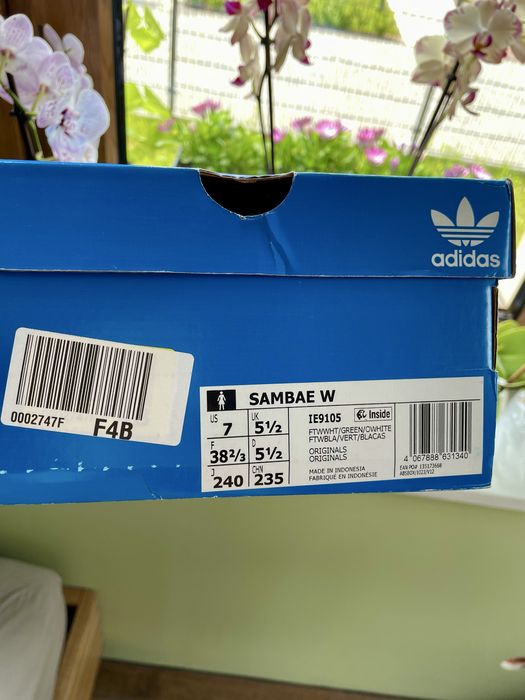 adidas
0002747F
F4B
SAMBAE W
US UK
7 5½
F D
38⅔ 5½
J CHN
240 235
IE9105 Inside
FTWWHT/GREEN/OWHITE
FTWBLA/VERT/BLACAS
ORIGINALS
ORIGINALS
MADE IN INDONESIA
FABRIQUE EN INDONÉSIE
4 067888 631340